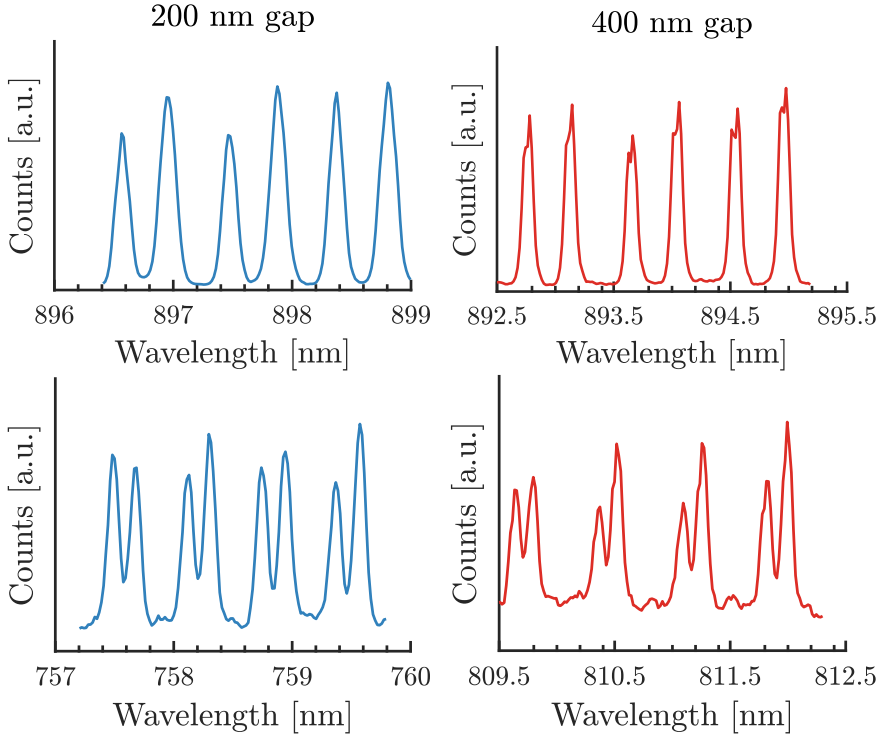 200 nm gap
400 nm gap
Counts [a.u.]
896 897 898 899
Wavelength [nm]
Counts [a.u.]
892.5 893.5 894.5 895.5
Wavelength [nm]
Counts [a.u.]
757 758 759 760
Wavelength [nm]
Counts [a.u.]
809.5 810.5 811.5 812.5
Wavelength [nm]